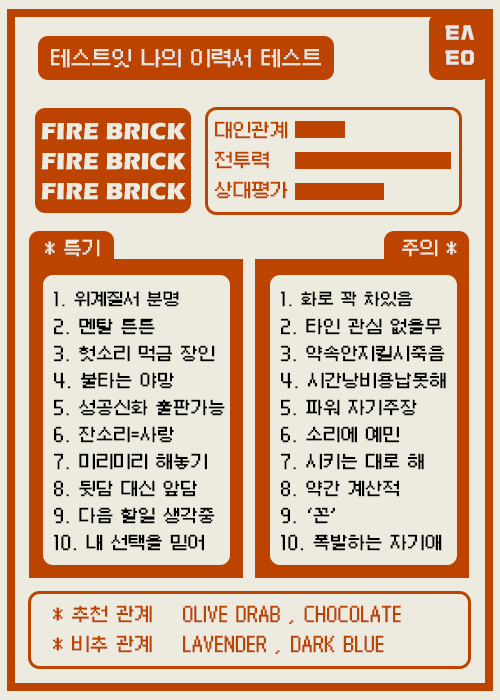 테스트잇 나의 이력서 테스트
테스
트잇
FIRE BRICK
FIRE BRICK
FIRE BRICK
대인관계
전투력
상대평가
* 특기
1. 위계질서 분명
2. 멘탈 튼튼
3. 헛소리 먹금 장인
4. 불타는 야망
5. 성공신화 출판가능
6. 잔소리=사랑
7. 미리미리 해놓기
8. 뒷담 대신 앞담
9. 다음 할일 생각중
10. 내 선택을 믿어
주의 *
1. 화로 꽉 차있음
2. 타인 관심 없을무
3. 약속안지킬시죽음
4. 시간낭비용납못해
5. 파워 자기주장
6. 소리에 예민
7. 시키는 대로 해
8. 약간 계산적
9. ‘꼰’
10. 폭발하는 자기애
* 추천 관계 OLIVE DRAB , CHOCOLATE
* 비추 관계 LAVENDER , DARK BLUE